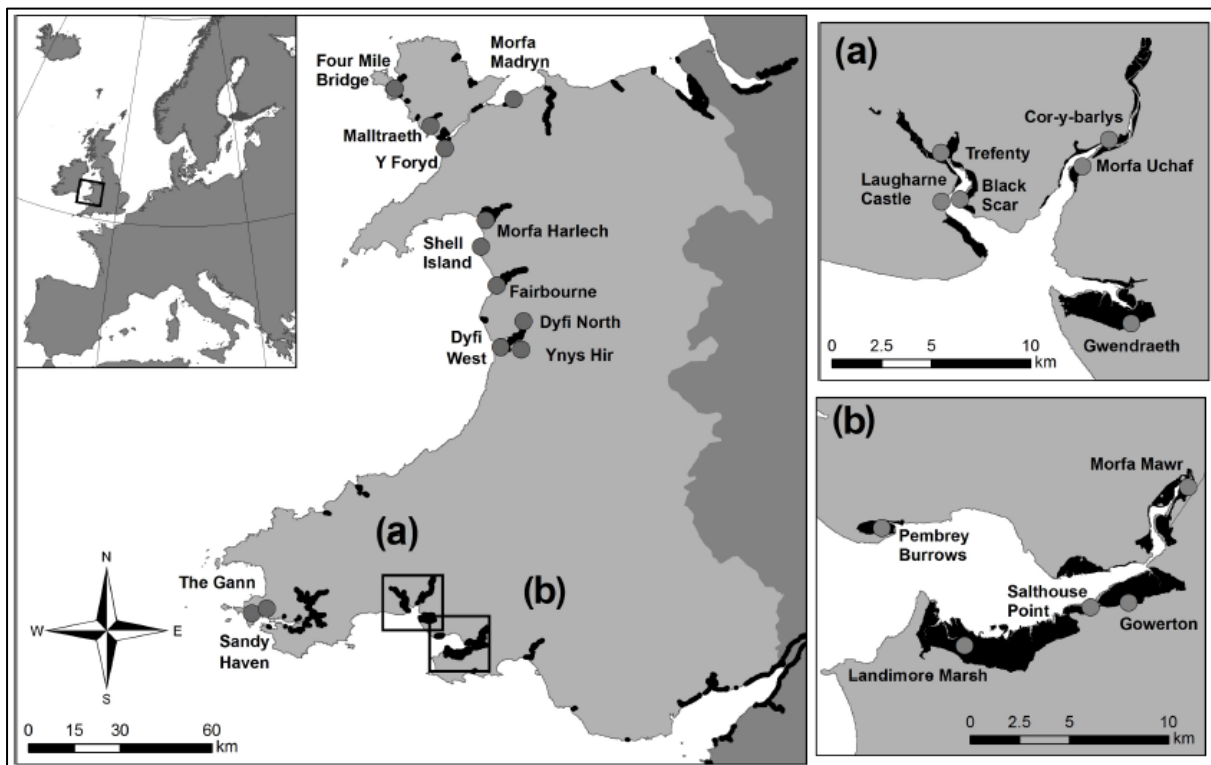 Four Mile
Bridge
Morfa
Madryn
Malltraeth
Y Foryd
Morfa Harlech
Shell
Island
Fairbourne
Dyfi North
Dyfi
West
Ynys Hir
(a)
(b)
The Gann
Sandy
Haven
N
W
E
S
0 15 30 60
km
(a)
Cor-y-barlys
Trefenty
Morfa Uchaf
Laugharne
Castle
Black
Scar
Gwendraeth
0 2.5 5 10
km
(b)
Morfa Mawr
Pembrey
Burrows
Salthouse
Point
Gowerton
Landimore Marsh
0 2.5 5 10
km